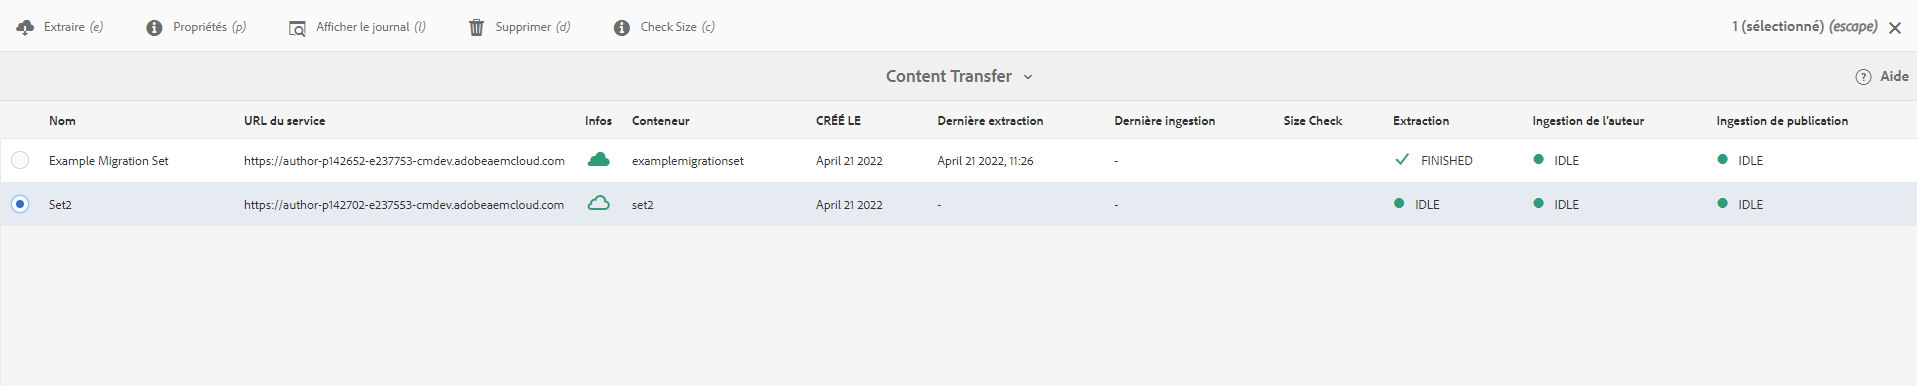 Extraire (e) Propriétés (p) Afficher le journal (l) Supprimer (d) Check Size (c) 1 (sélectionné) (escape)
Content Transfer Aide
Nom URL du service Infos Conteneur CRÉÉ LE Dernière extraction Dernière ingestion Size Check Extraction Ingestion de l'auteur Ingestion de publication
Example Migration Set https://author-p142652-e237753-cmdev.adobeaemcloud.com examplemigrationset April 21 2022 April 21 2022, 11:26 - FINISHED IDLE IDLE
Set2 https://author-p142702-e237553-cmdev.adobeaemcloud.com set2 April 21 2022 - - IDLE IDLE IDLE